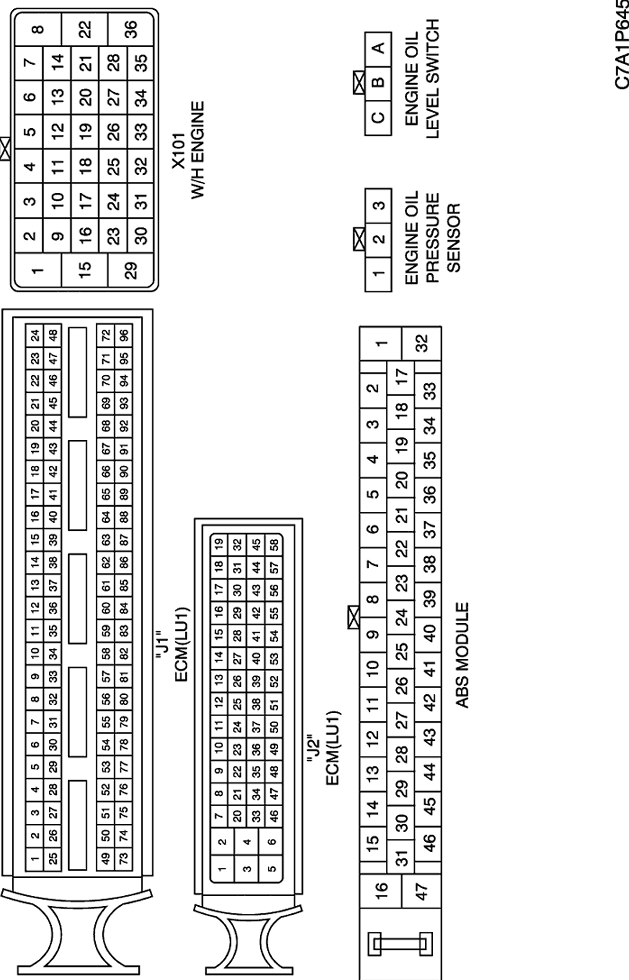 1 2 3 4 5 6 7 8 9 10 11 12 13 14 15 16 17 18 19 20 21 22 23 24
25 26 27 28 29 30 31 32 33 34 35 36 37 38 39 40 41 42 43 44 45 46 47 48
49 50 51 52 53 54 55 56 57 58 59 60 61 62 63 64 65 66 67 68 69 70 71 72
73 74 75 76 77 78 79 80 81 82 83 84 85 86 87 88 89 90 91 92 93 94 95 96
"J1"
ECM(LU1)
1 2 3 4 5 6 7 8
9 10 11 12 13 14
15 16 17 18 19 20 21 22
23 24 25 26 27 28
29 30 31 32 33 34 35 36
X101
W/H ENGINE
1 2 7 8 9 10 11 12 13 14 15 16 17 18 19
20 21 22 23 24 25 26 27 28 29 30 31 32
3 4 33 34 35 36 37 38 39 40 41 42 43 44 45
5 6 46 47 48 49 50 51 52 53 54 55 56 57 58
"J2"
ECM(LU1)
16 15 14 13 12 11 10 9 8 7 6 5 4 3 2 1
31 30 29 28 27 26 25 24 23 22 21 20 19 18 17
47 46 45 44 43 42 41 40 39 38 37 36 35 34 33 32
ABS MODULE
1 2 3
ENGINE OIL
PRESSURE
SENSOR
C B A
ENGINE OIL
LEVEL SWITCH
C7A1P645